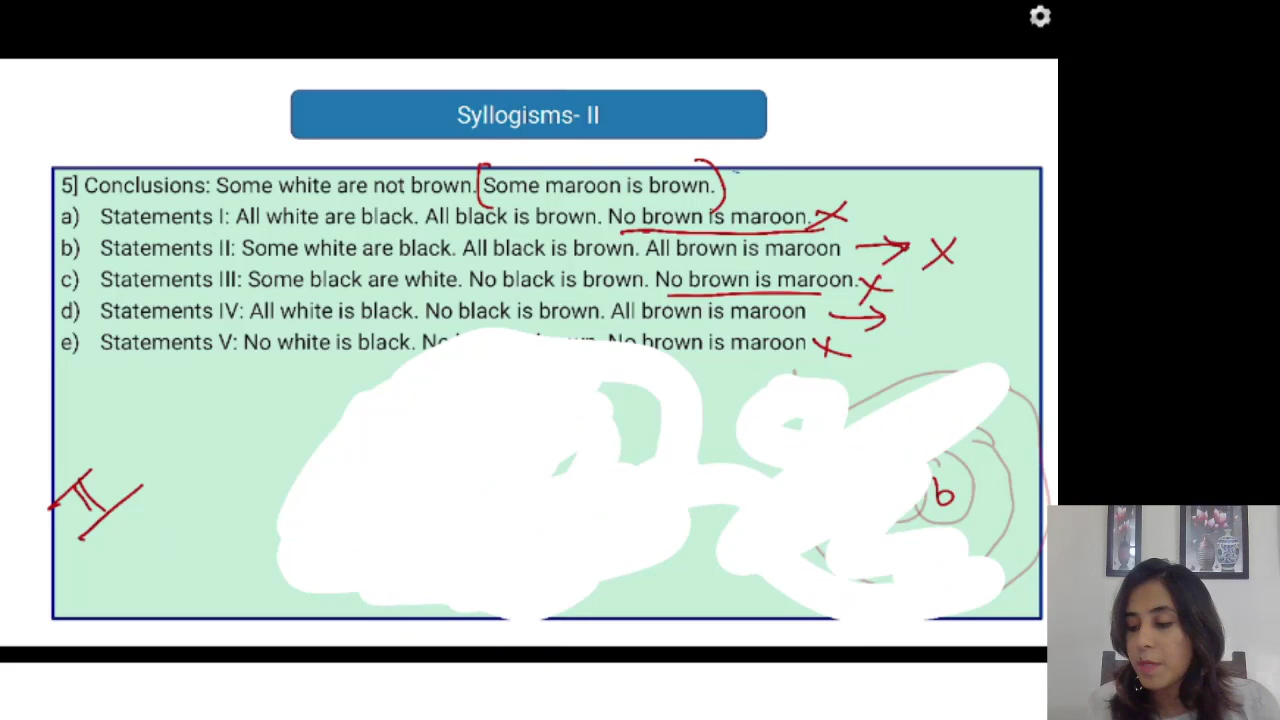 Syllogisms- II
5] Conclusions: Some white are not brown. (Some maroon is brown.)
a) Statements I: All white are black. All black is brown. No brown is maroon. X
b) Statements II: Some white are black. All black is brown. All brown is maroon → X
c) Statements III: Some black are white. No black is brown. No brown is maroon. X
d) Statements IV: All white is black. No black is brown. All brown is maroon →
e) Statements V: No white is black. No brown is maroon X
II
b